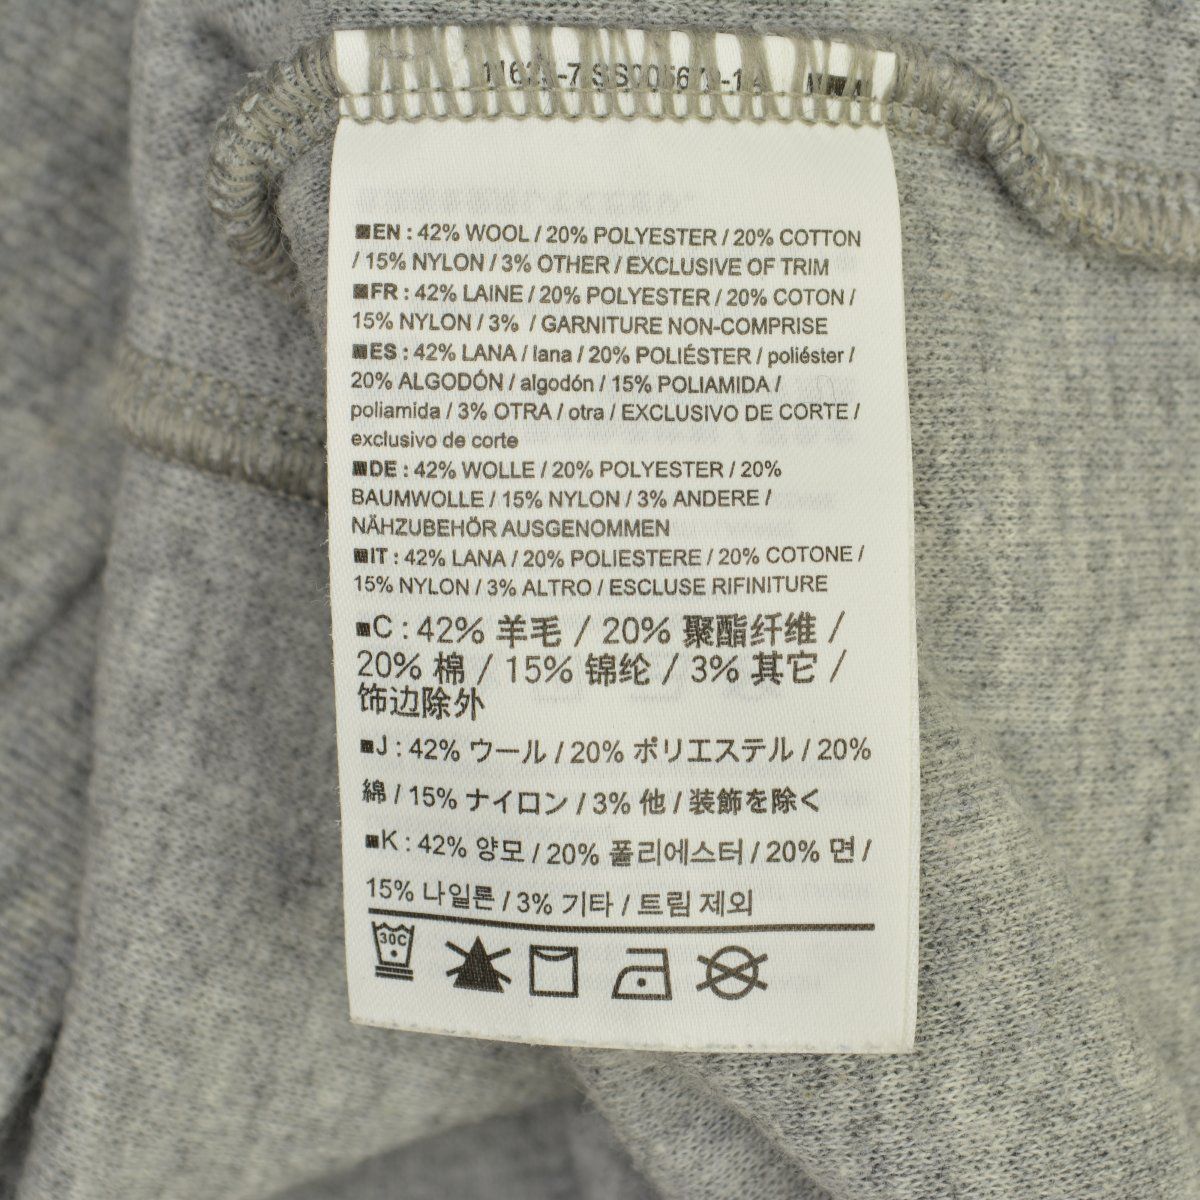 ■EN : 42% WOOL / 20% POLYESTER / 20% COTTON
/ 15% NYLON / 3% OTHER / EXCLUSIVE OF TRIM
■FR : 42% LAINE / 20% POLYESTER / 20% COTON /
15% NYLON / 3% / GARNITURE NON-COMPRISE
■ES : 42% LANA / lana / 20% POLIÉSTER / poliéster /
20% ALGODÓN / algodón / 15% POLIAMIDA /
poliamida / 3% OTRA / otra / EXCLUSIVO DE CORTE /
exclusivo de corte
■DE : 42% WOLLE / 20% POLYESTER / 20%
BAUMWOLLE / 15% NYLON / 3% ANDERE /
NÄHZUBEHÖR AUSGENOMMEN
■IT : 42% LANA / 20% POLIESTERE / 20% COTONE /
15% NYLON / 3% ALTRO / ESCLUSE RIFINITURE
■C : 42% 羊毛 / 20% 聚酯纤维 /
20% 棉 / 15% 锦纶 / 3% 其它 /
饰边除外
■J : 42% ウール / 20% ポリエステル / 20%
綿 / 15% ナイロン / 3% 他 / 装飾を除く
■K : 42% 양모 / 20% 폴리에스터 / 20% 면 /
15% 나일론 / 3% 기타 / 트림 제외
30C